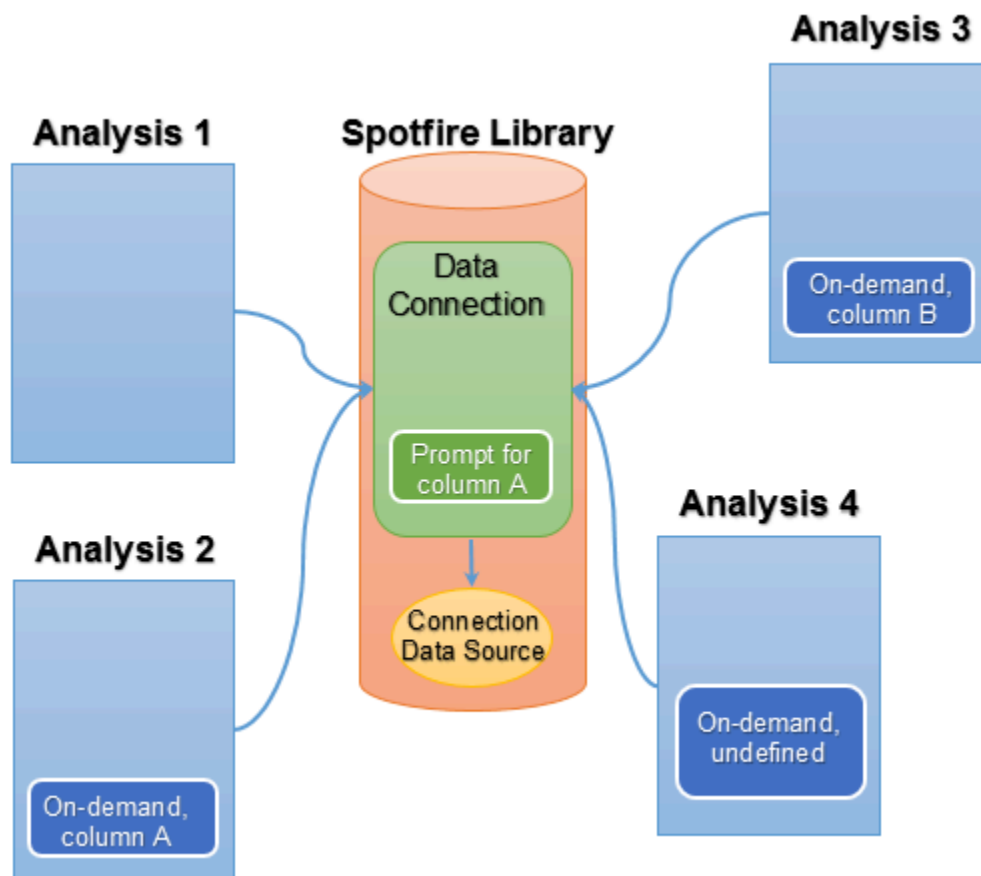 Analysis 3
Analysis 1
Spotfire Library
Data
Connection
On-demand,
column B
Prompt for
column A
Analysis 4
Analysis 2
Connection
Data Source
On-demand,
undefined
On-demand,
column A